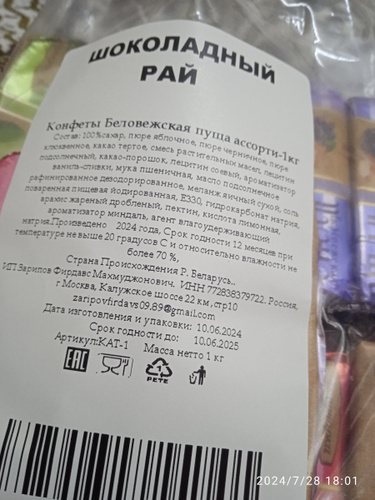 ШОКОЛАДНЫЙ
РАЙ
Конфеты Беловежская пуща ассорти-1кг
Состав: 100%сахар, пюре яблочное, пюре черничное, пюре
клюквенное, какао тертое, смесь растительных масел, лецитин
подсолнечный, какао-порошок, лецитин соевый, ароматизатор
ваниль-сливки, мука пшеничная, масло подсолнечное
рафинированное дезодорированное, меланж яичный сухой, соль
поваренная пищевая йодированная, Е330, гидрокарбонат натрия,
арахис жареный дробленый, пектин, кислота лимонная,
ароматизатор миндаль, агент влагоудерживающий
натрия.Произведено 2024 года, Срок годности 12 месяцев при
температуре не выше 20 градусов С и относительно влажности не
более 70 %,
Страна Происхождения Р. Беларусь..
ИП Зарипов Фирдавс Махмуджонович. ИНН 772838379722. Россия,
г Москва, Калужское шоссе 22 км ,стр10
zaripovfirdavs09.89@gmail.com
Дата изготовления и упаковки: 10.06.2024
Срок годности до: 10.06.2025
Артикул:КАТ-1 Масса нетто 1 кг
EAC
1
PETE
2024/7/28 18:01